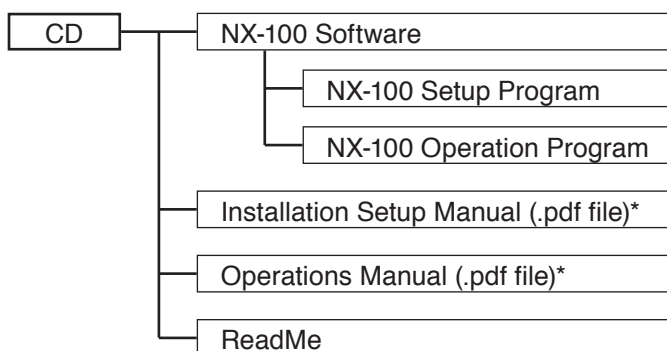 CD
NX-100 Software
NX-100 Setup Program
NX-100 Operation Program
Installation Setup Manual (.pdf file)*
Operations Manual (.pdf file)*
ReadMe